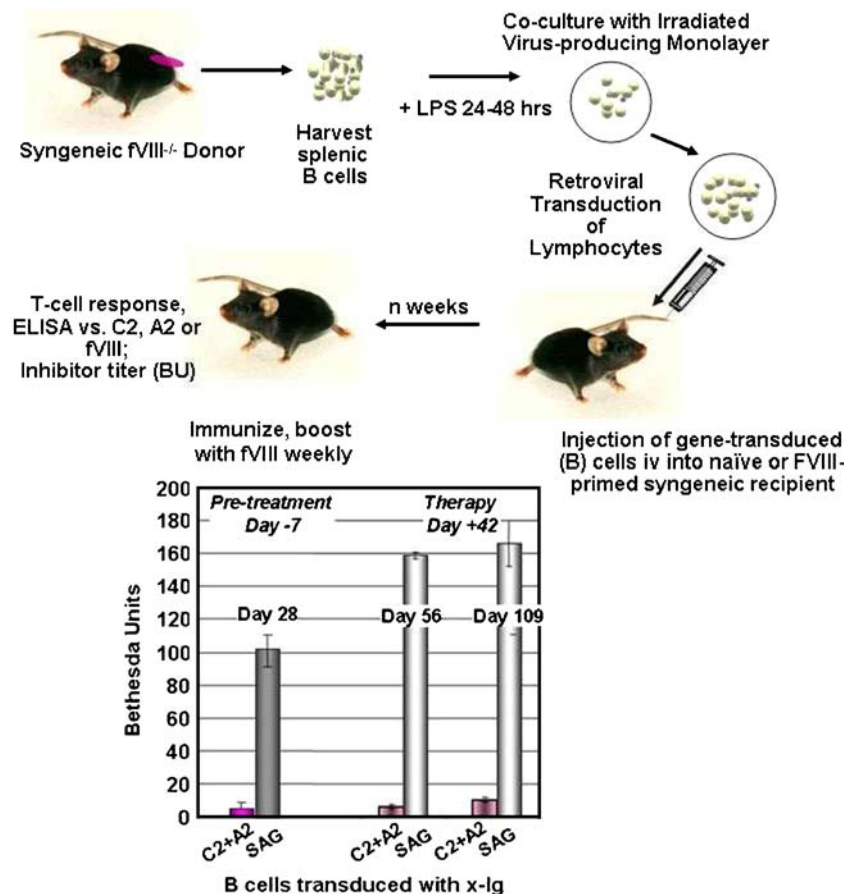 Co-culture with Irradiated
Virus-producing Monolayer
+ LPS 24-48 hrs
Syngeneic fVIII-/- Donor
Harvest
splenic
B cells
Retroviral
Transduction
of
Lymphocytes
T-cell response,
ELISA vs. C2, A2 or
fVIII;
Inhibitor titer (BU)
n weeks
Immunize, boost
with fVIII weekly
Injection of gene-transduced
(B) cells iv into naïve or FVIII-
primed syngeneic recipient
200
180
160
140
120
100
80
60
40
20
0
Bethesda Units
Pre-treatment
Day -7
Therapy
Day +42
Day 28
Day 56
Day 109
C2+A2
SAG
C2+A2
SAG
C2+A2
SAG
B cells transduced with x-Ig